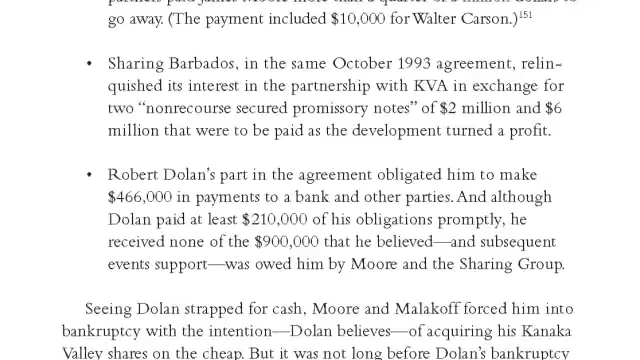 partners paid James Moore more than a quarter of a million dollars to
go away. (The payment included $10,000 for Walter Carson.)151
• Sharing Barbados, in the same October 1993 agreement, relin-
quished its interest in the partnership with KVA in exchange for
two “nonrecourse secured promissory notes” of $2 million and $6
million that were to be paid as the development turned a profit.
• Robert Dolan’s part in the agreement obligated him to make
$466,000 in payments to a bank and other parties. And although
Dolan paid at least $210,000 of his obligations promptly, he
received none of the $900,000 that he believed—and subsequent
events support—was owed him by Moore and the Sharing Group.
Seeing Dolan strapped for cash, Moore and Malakoff forced him into
bankruptcy with the intention—Dolan believes—of acquiring his Kanaka
Valley shares on the cheap. But it was not long before Dolan’s bankruptcy